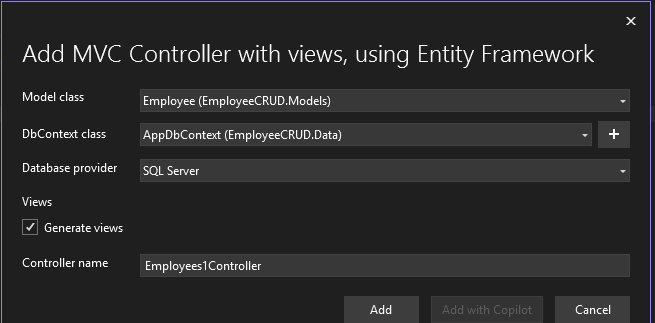 Add MVC Controller with views, using Entity Framework
Model class
Employee (EmployeeCRUD.Models)
DbContext class
AppDbContext (EmployeeCRUD.Data)
Database provider
SQL Server
Views
Generate views
Controller name
Employees1Controller
Add
Add with Copilot
Cancel